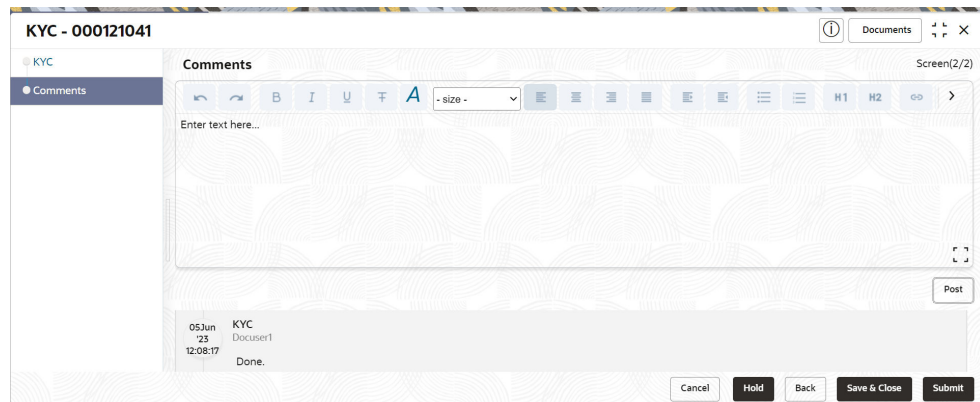 KYC - 000121041
Documents
KYC
Comments
Comments
Screen(2/2)
B I U T A - size - H1 H2
Enter text here...
Post
05Jun
'23
12:08:17
KYC
Docuser1
Done.
Cancel Hold Back Save & Close Submit